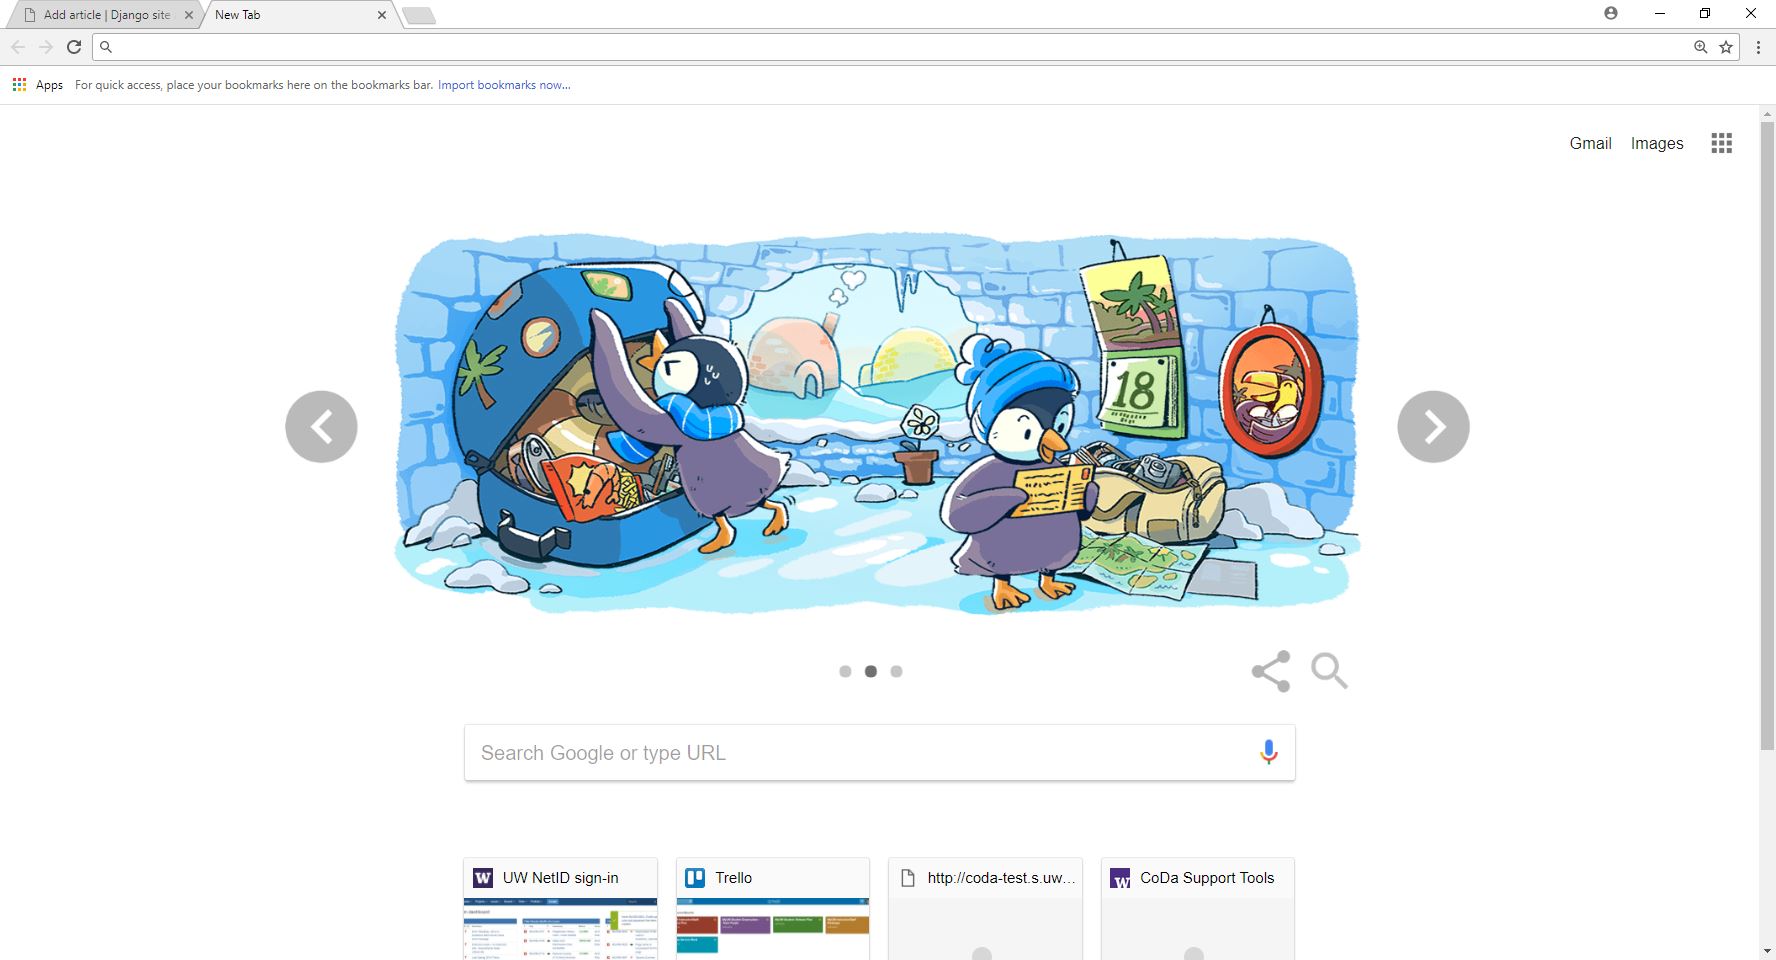 Add article | Django site
New Tab
Apps For quick access, place your bookmarks here on the bookmarks bar. Import bookmarks now...
Gmail Images
18
Search Google or type URL
UW NetID sign-in
Trello
http://coda-test.s.uw...
CoDa Support Tools